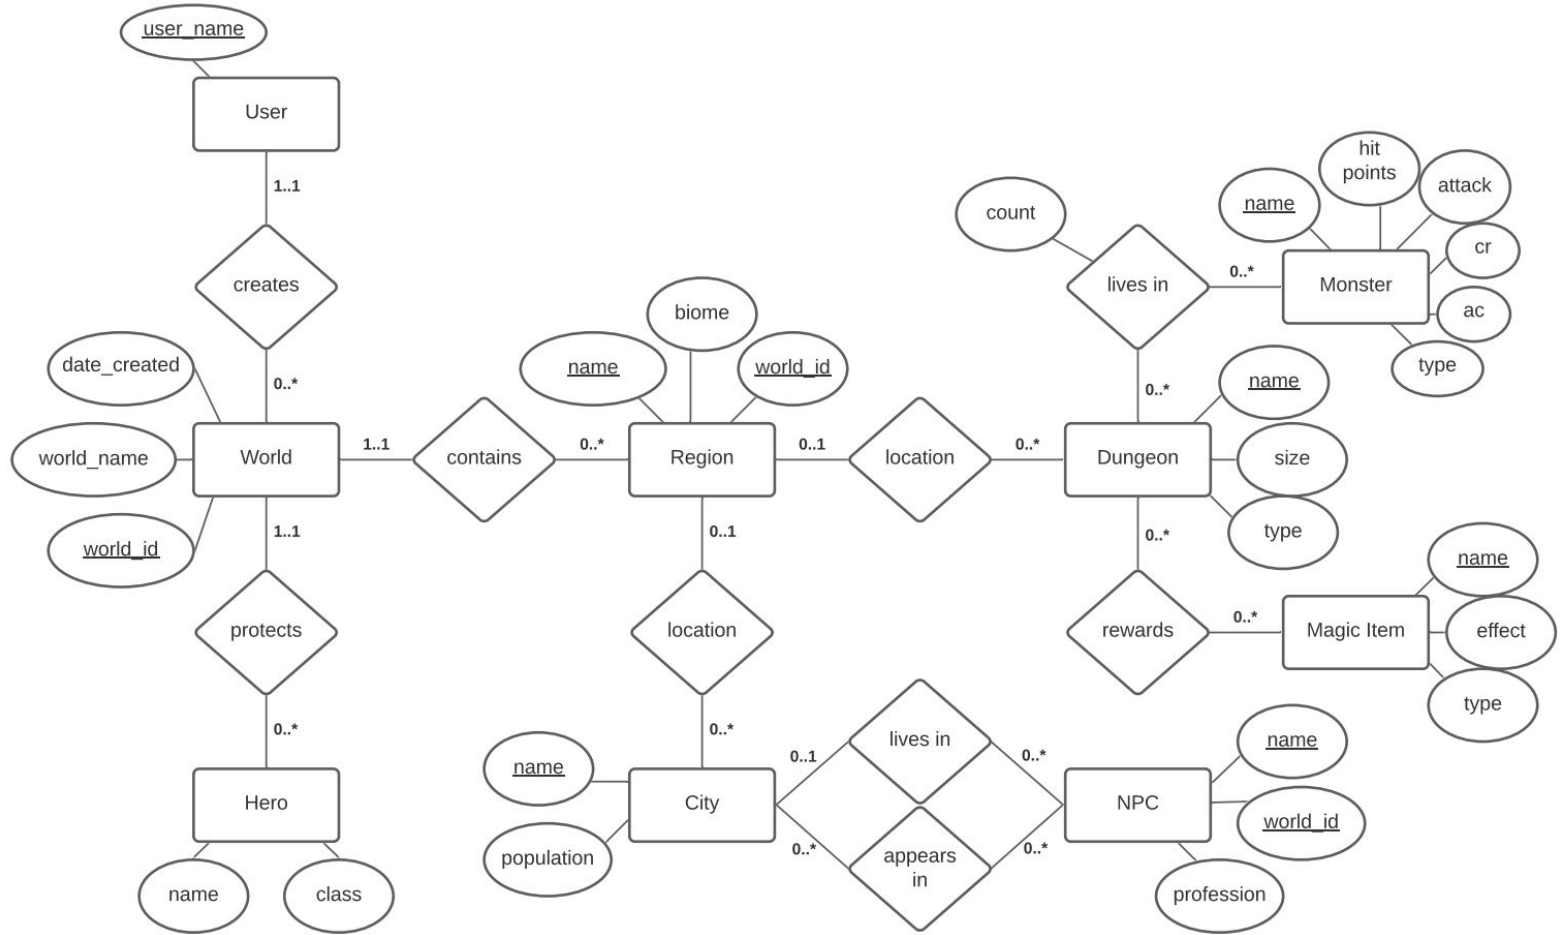 user_name
User
1..1
creates
0..*
date_created
world_name
World
world_id
1..1
contains
0..*
1..1
protects
0..*
Hero
name
class
name
biome
world_id
Region
0..1
location
0..*
0..1
location
0..*
name
population
City
0..1
lives in
0..*
0..*
appears
in
0..*
NPC
name
world_id
profession
count
lives in
0..*
0..*
Monster
name
hit
points
attack
cr
ac
type
Dungeon
name
size
type
0..*
rewards
0..*
Magic Item
name
effect
type